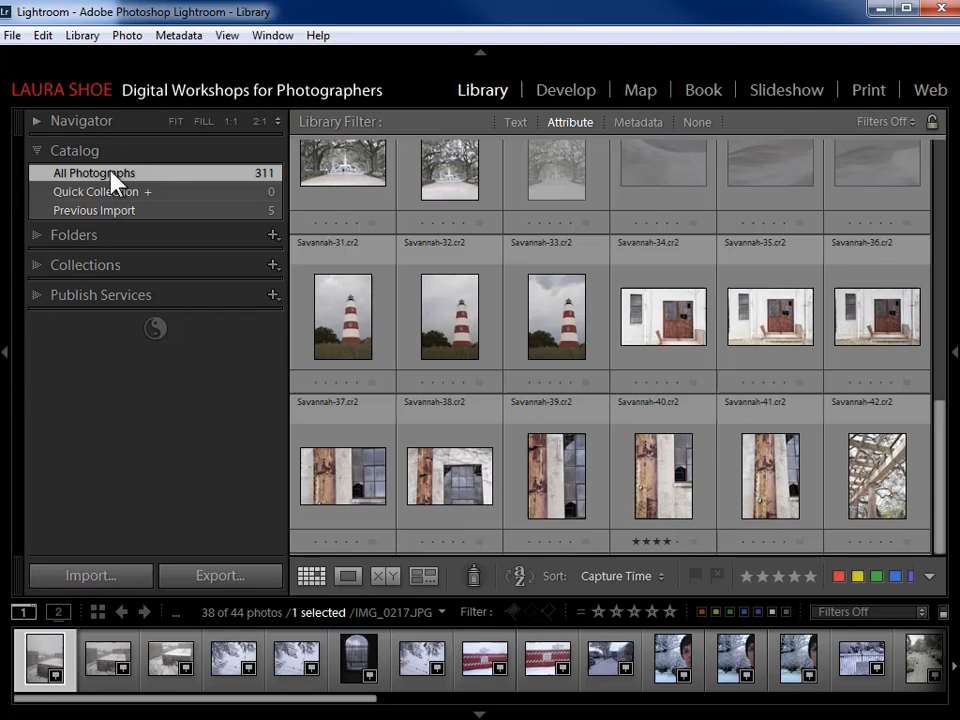 Lr Lightroom - Adobe Photoshop Lightroom - Library
File Edit Library Photo Metadata View Window Help
LAURA SHOE Digital Workshops for Photographers Library Develop Map Book Slideshow Print Web
Navigator FIT FILL 1:1 2:1
Library Filter: Text Attribute Metadata None Filters Off
Catalog
All Photographs 311
Quick Collection + 0
Previous Import 5
Folders +
Collections +
Publish Services +
Savannah-31.cr2 Savannah-32.cr2 Savannah-33.cr2 Savannah-34.cr2 Savannah-35.cr2 Savannah-36.cr2
Savannah-37.cr2 Savannah-38.cr2 Savannah-39.cr2 Savannah-40.cr2 Savannah-41.cr2 Savannah-42.cr2
Import... Export... XY Sort: Capture Time
1 2 ... 38 of 44 photos /1 selected /IMG_0217.JPG Filter: Filters Off